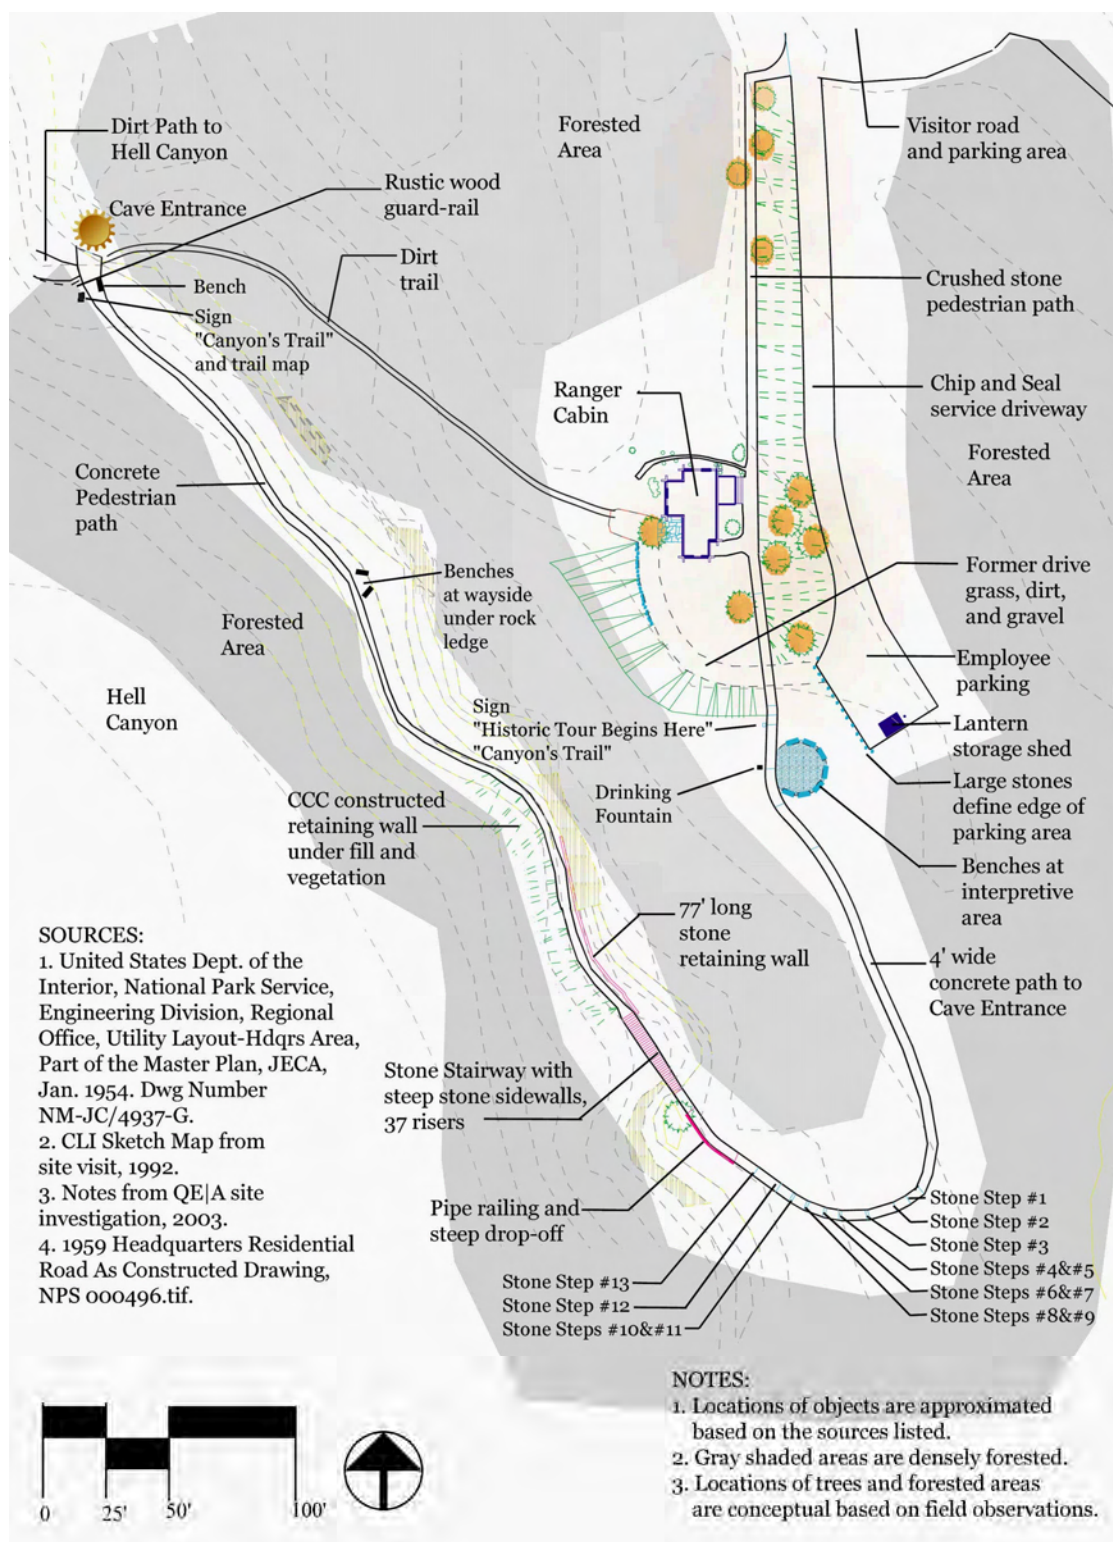 Dirt Path to
Hell Canyon
Forested
Area
Visitor road
and parking area
Rustic wood
guard-rail
Cave Entrance
Dirt
trail
Bench
Sign
"Canyon's Trail"
and trail map
Crushed stone
pedestrian path
Ranger
Cabin
Chip and Seal
service driveway
Forested
Area
Concrete
Pedestrian
path
Benches
at wayside
under rock
ledge
Former drive
grass, dirt,
and gravel
Forested
Area
Employee
parking
Hell
Canyon
Sign
"Historic Tour Begins Here"
"Canyon's Trail"
Lantern
storage shed
Drinking
Fountain
Large stones
define edge of
parking area
CCC constructed
retaining wall
under fill and
vegetation
Benches at
interpretive
area
77' long
stone
retaining wall
4' wide
concrete path to
Cave Entrance
SOURCES:
1. United States Dept. of the
Interior, National Park Service,
Engineering Division, Regional
Office, Utility Layout-Hdqrs Area,
Part of the Master Plan, JECA,
Jan. 1954. Dwg Number
NM-JC/4937-G.
2. CLI Sketch Map from
site visit, 1992.
3. Notes from QE|A site
investigation, 2003.
4. 1959 Headquarters Residential
Road As Constructed Drawing,
NPS 000496.tif.
Stone Stairway with
steep stone sidewalls,
37 risers
Pipe railing and
steep drop-off
Stone Step #1
Stone Step #2
Stone Step #3
Stone Steps #4&#5
Stone Steps #6&#7
Stone Steps #8&#9
Stone Step #13
Stone Step #12
Stone Steps #10&#11
0 25' 50' 100'
NOTES:
1. Locations of objects are approximated
based on the sources listed.
2. Gray shaded areas are densely forested.
3. Locations of trees and forested areas
are conceptual based on field observations.